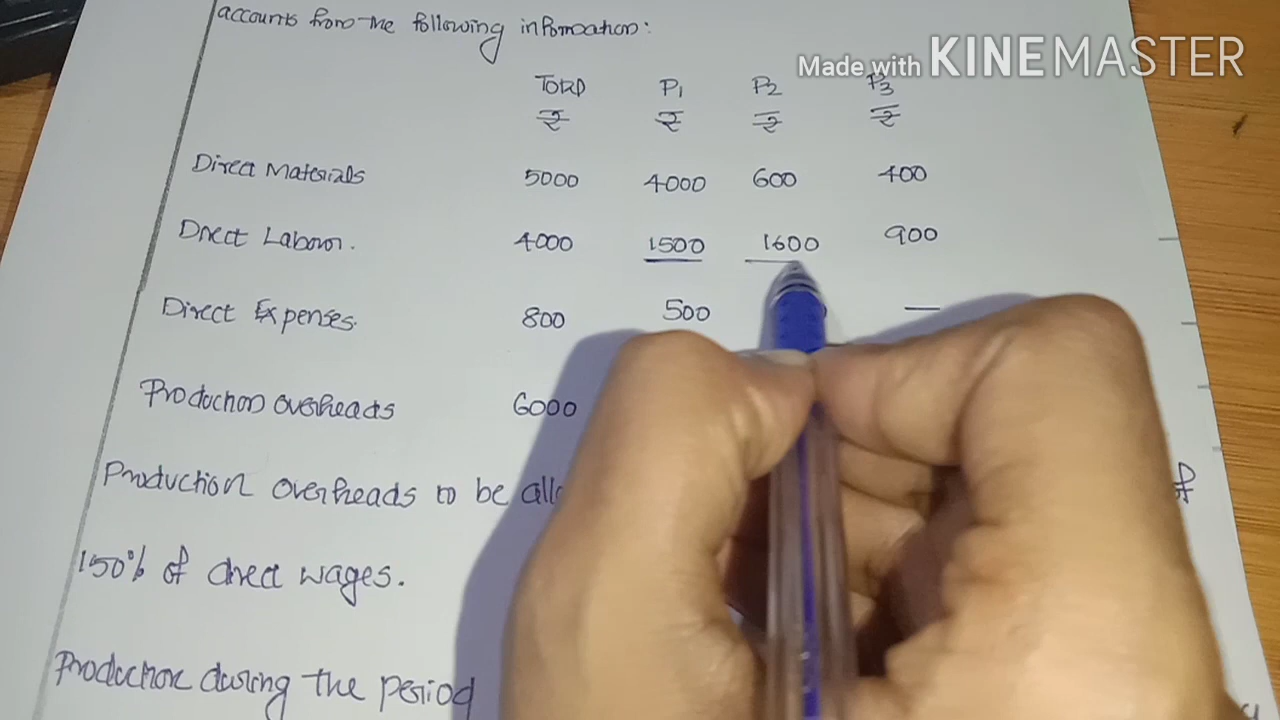 accounts from the following information:
Made with KINEMASTER
Total P1 P2 P3
₹ ₹ ₹ ₹
Direct Materials 5000 4000 600 400
Direct Labour. 4000 1500 1600 900
Direct Expenses. 800 500 —
Production overheads 6000
Production overheads to be
150% of direct wages.
Production during the period